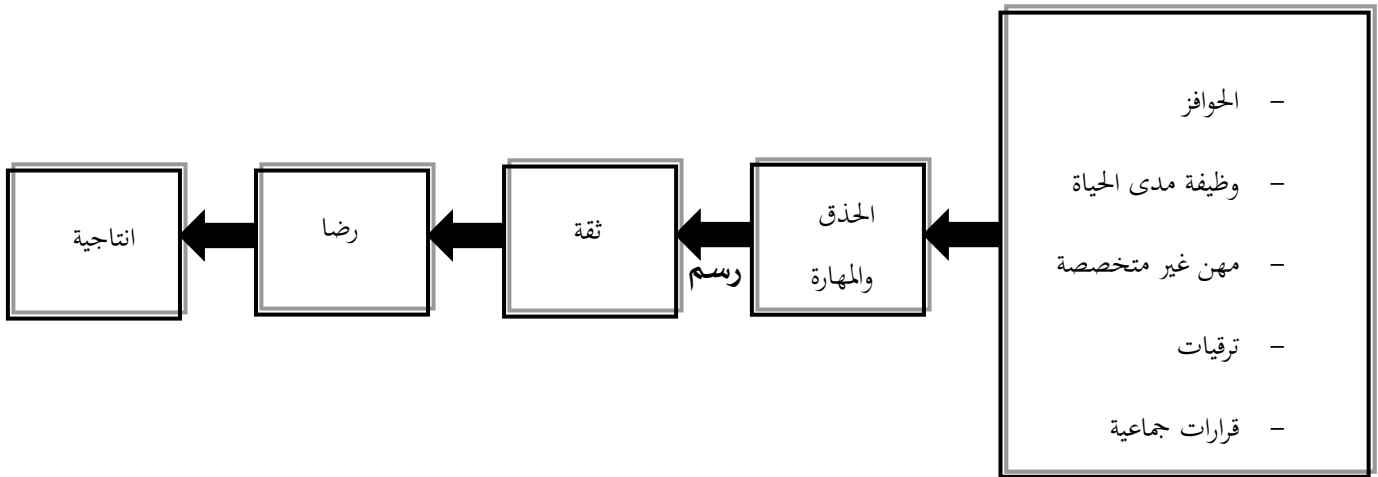 - الحوافز
- وظيفة مدى الحياة
- مهن غير متخصصة
- ترقيات
- قرارات جماعية
الحذق
والمهارة
رسم
ثقة
رضا
انتاجية